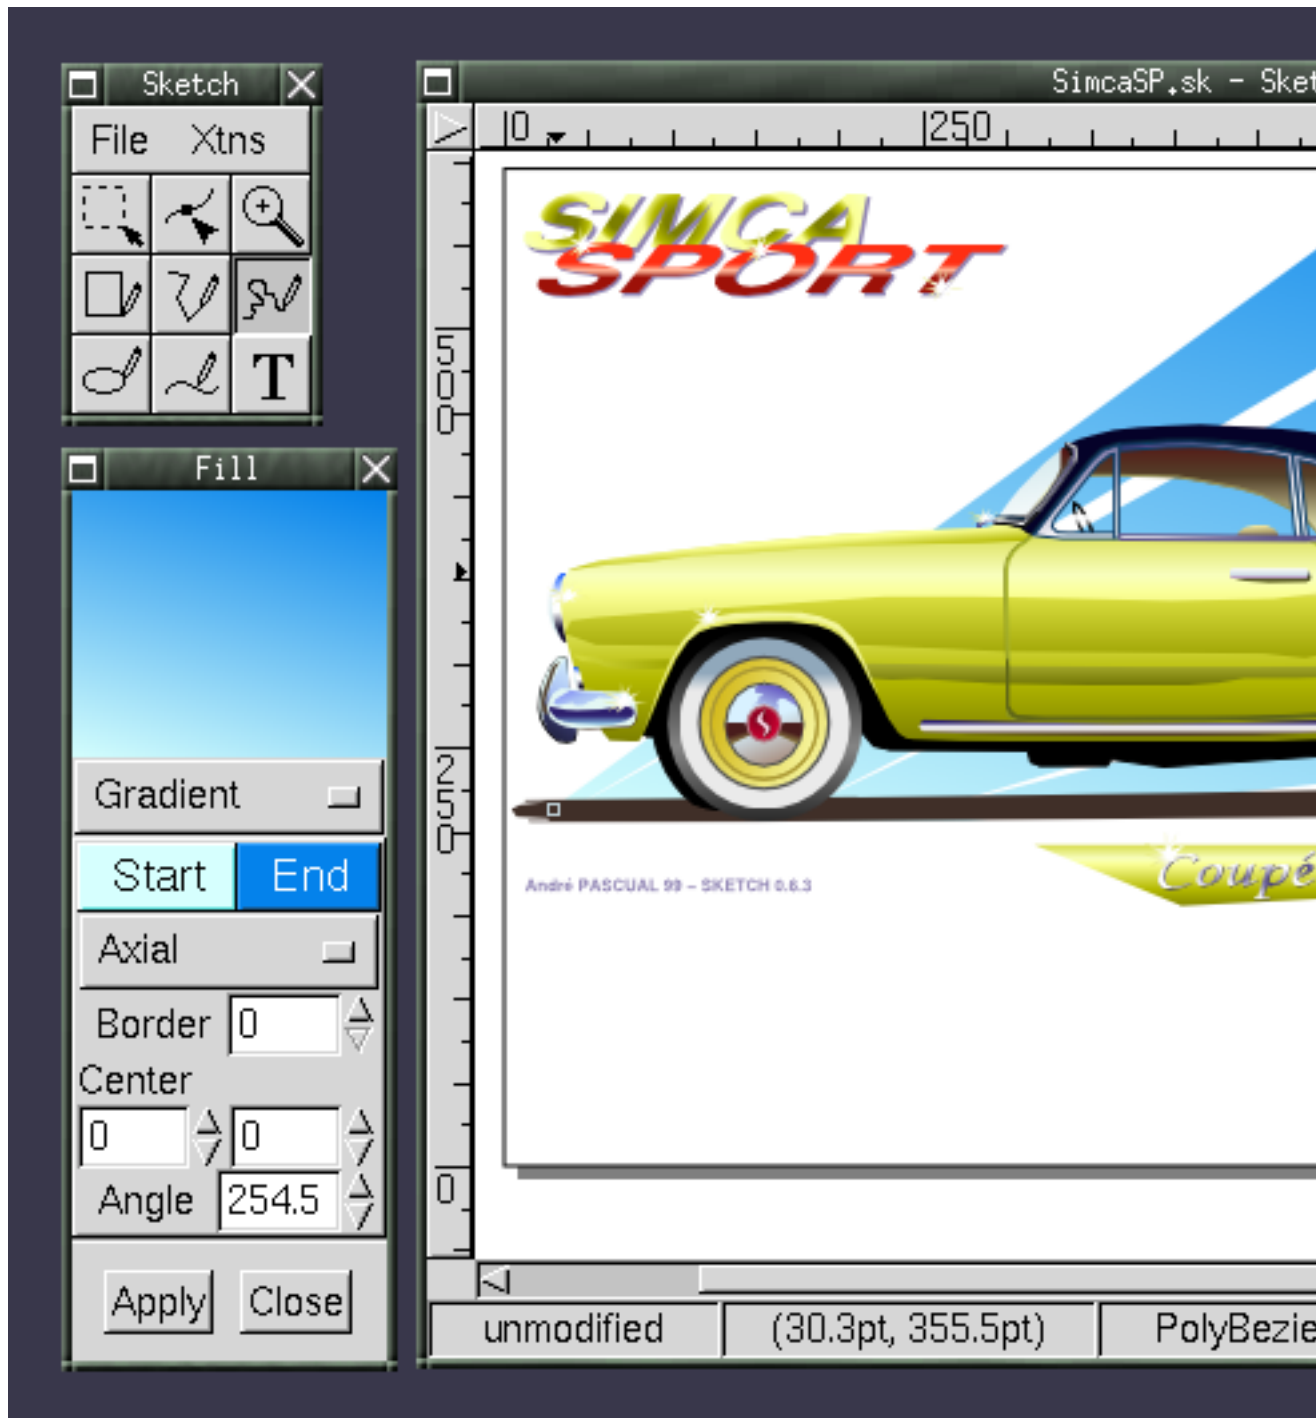 Sketch
File Xtns
T
Fill
Gradient
Start End
Axial
Border 0
Center
0 0
Angle 254.5
Apply Close
SimcaSP.sk - Sket
0 250
500
250
0
SIMCA
SPORT
André PASCUAL 99 – SKETCH 0.6.3
Coupé
unmodified (30.3pt, 355.5pt) PolyBezie